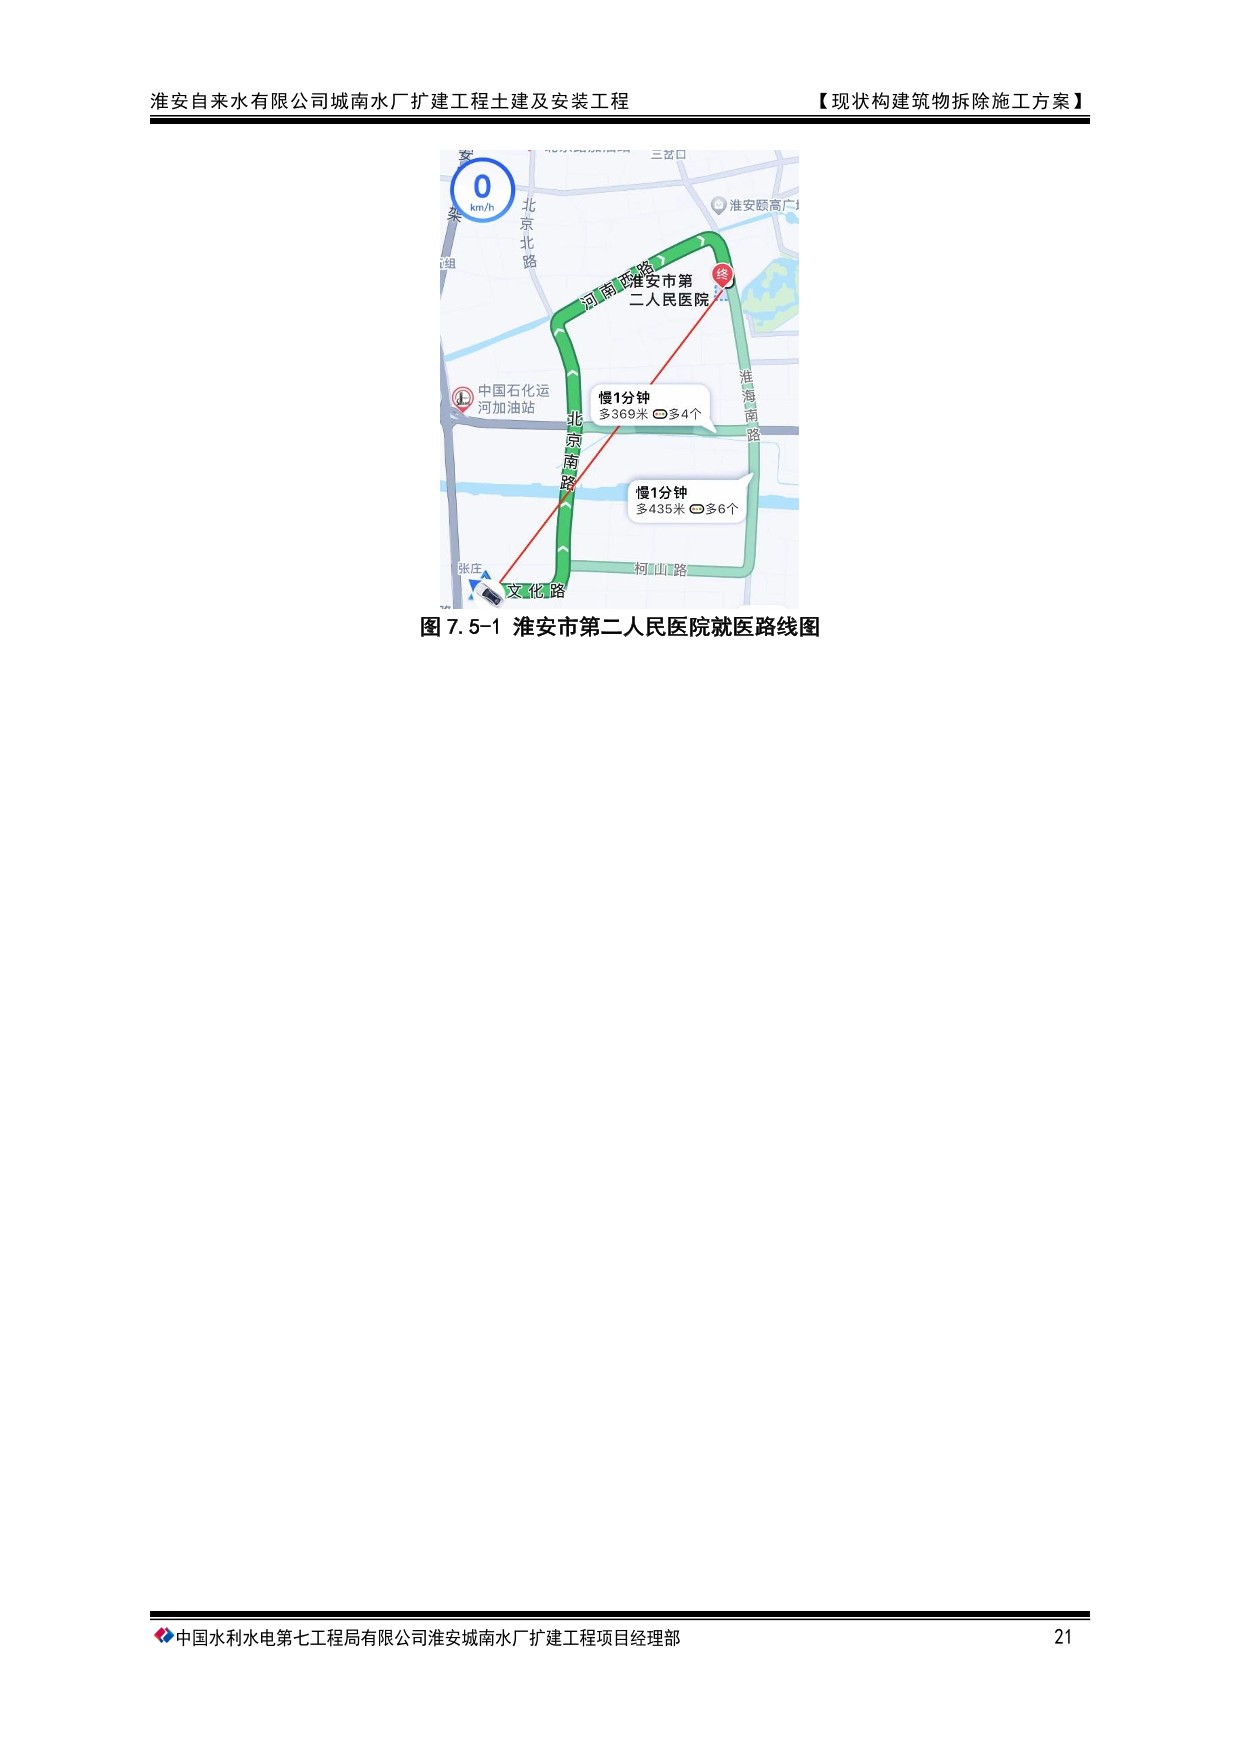 淮安自来水有限公司城南水厂扩建工程土建及安装工程 【现状构建筑物拆除施工方案】
安
三岔口
0
km/h
架
北京北路
淮安颐高广
组
河南西路
淮安市第
二人民医院
终
中国石化运
河加油站
慢1分钟
多369米 多4个
淮海南路
北京南路
慢1分钟
多435米 多6个
张庄
柯山路
文化路
图 7.5-1 淮安市第二人民医院就医路线图
中国水利水电第七工程局有限公司淮安城南水厂扩建工程项目经理部 21